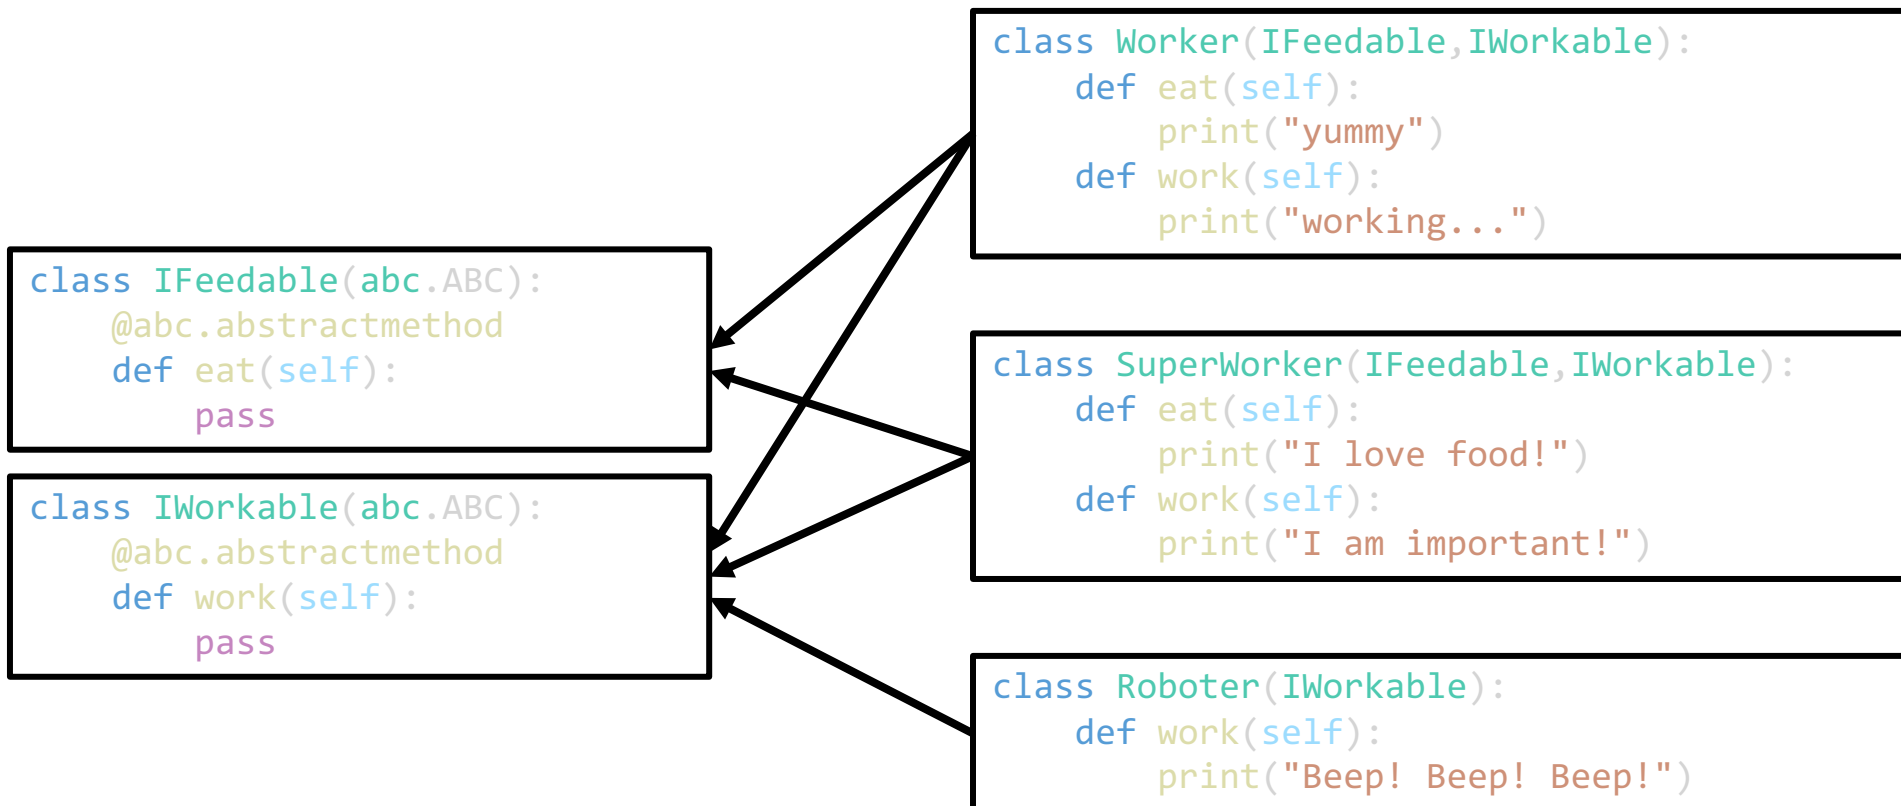 class IFeedable(abc.ABC):
    @abc.abstractmethod
    def eat(self):
        pass
class IWorkable(abc.ABC):
    @abc.abstractmethod
    def work(self):
        pass
class Worker(IFeedable,IWorkable):
    def eat(self):
        print("yummy")
    def work(self):
        print("working...")
class SuperWorker(IFeedable,IWorkable):
    def eat(self):
        print("I love food!")
    def work(self):
        print("I am important!")
class Roboter(IWorkable):
    def work(self):
        print("Beep! Beep! Beep!")